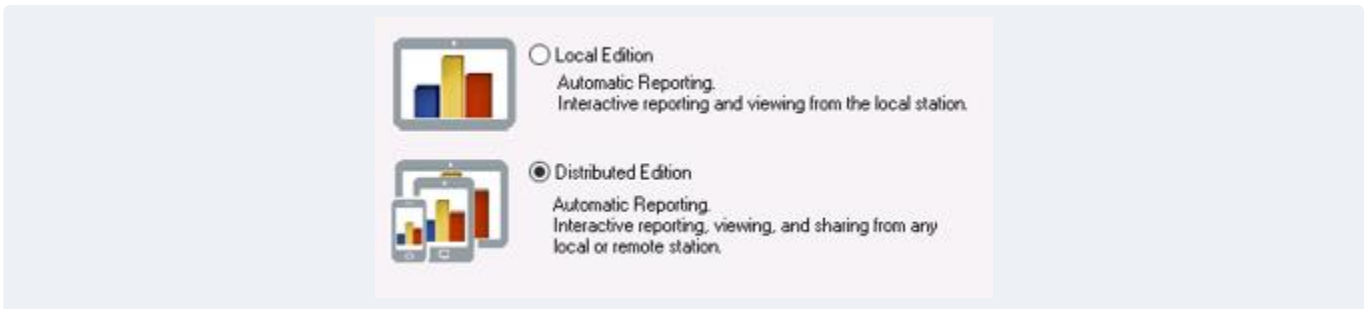 Local Edition
Automatic Reporting.
Interactive reporting and viewing from the local station.
Distributed Edition
Automatic Reporting.
Interactive reporting, viewing, and sharing from any
local or remote station.